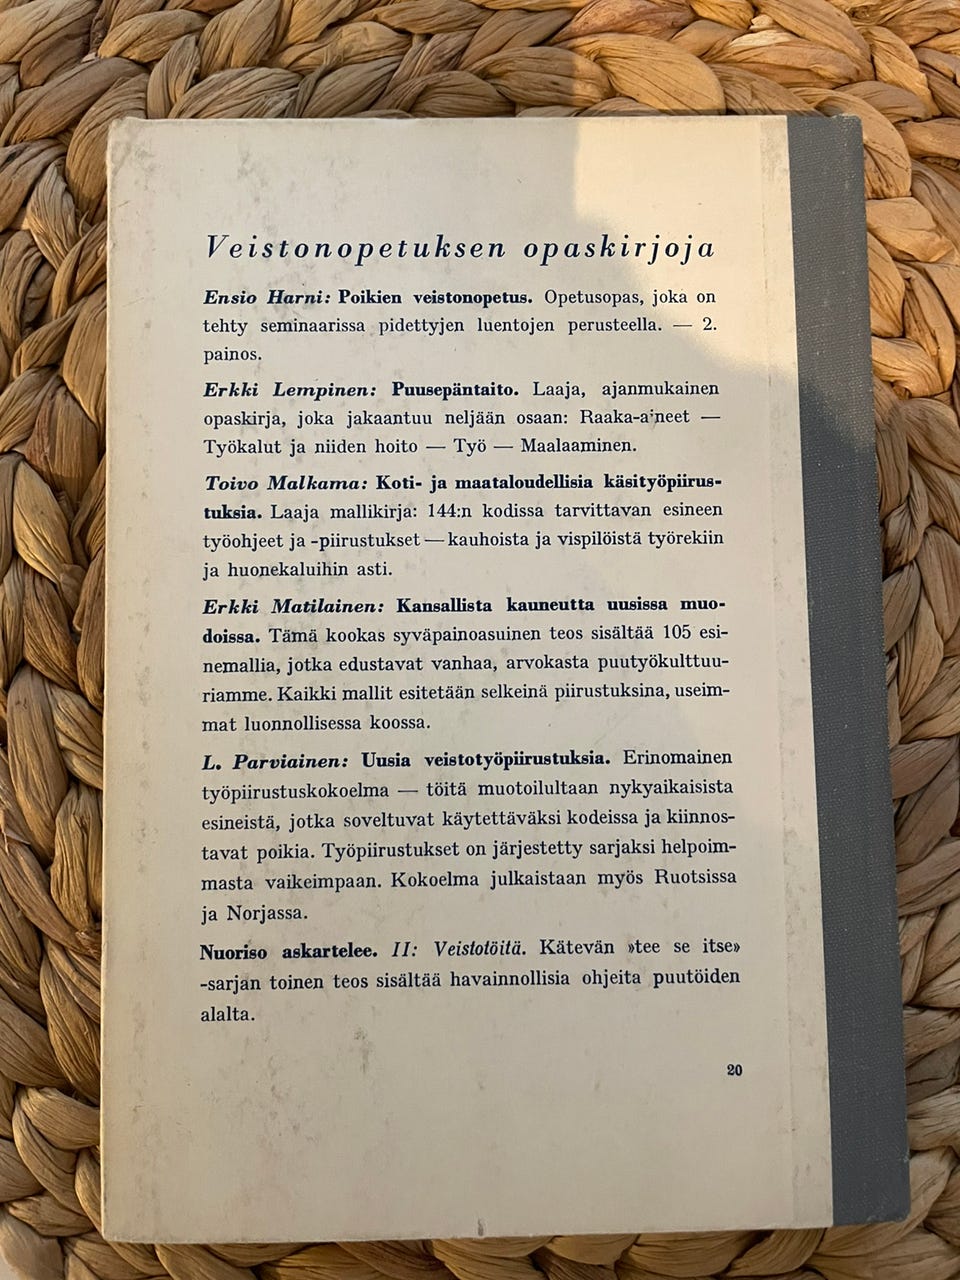 Veistonopetuksen opaskirjoja
Ensio Harni: Poikien veistonopetus. Opetusopas, joka on
tehty seminaarissa pidettyjen luentojen perusteella. — 2.
painos.
Erkki Lempinen: Puusepäntaito. Laaja, ajanmukainen
opaskirja, joka jakaantuu neljään osaan: Raaka-aineet —
Työkalut ja niiden hoito — Työ — Maalaaminen.
Toivo Malkama: Koti- ja maataloudellisia käsityöpiirus-
tuksia. Laaja mallikirja: 144:n kodissa tarvittavan esineen
työohjeet ja -piirustukset — kauhoista ja vispilöistä työrekiin
ja huonekaluihin asti.
Erkki Matilainen: Kansallista kauneutta uusissa muo-
doissa. Tämä kookas syväpainoasuinen teos sisältää 105 esi-
nemallia, jotka edustavat vanhaa, arvokasta puutyökulttuu-
riamme. Kaikki mallit esitetään selkeinä piirustuksina, useim-
mat luonnollisessa koossa.
L. Parviainen: Uusia veistotyöpiirustuksia. Erinomainen
työpiirustuskokoelma — töitä muotoilultaan nykyaikaisista
esineistä, jotka soveltuvat käytettäväksi kodeissa ja kiinnos-
tavat poikia. Työpiirustukset on järjestetty sarjaksi helpoim-
masta vaikeimpaan. Kokoelma julkaistaan myös Ruotsissa
ja Norjassa.
Nuoriso askartelee. II: Veistotöitä. Kätevän »tee se itse»
-sarjan toinen teos sisältää havainnollisia ohjeita puutöiden
alalta.
20